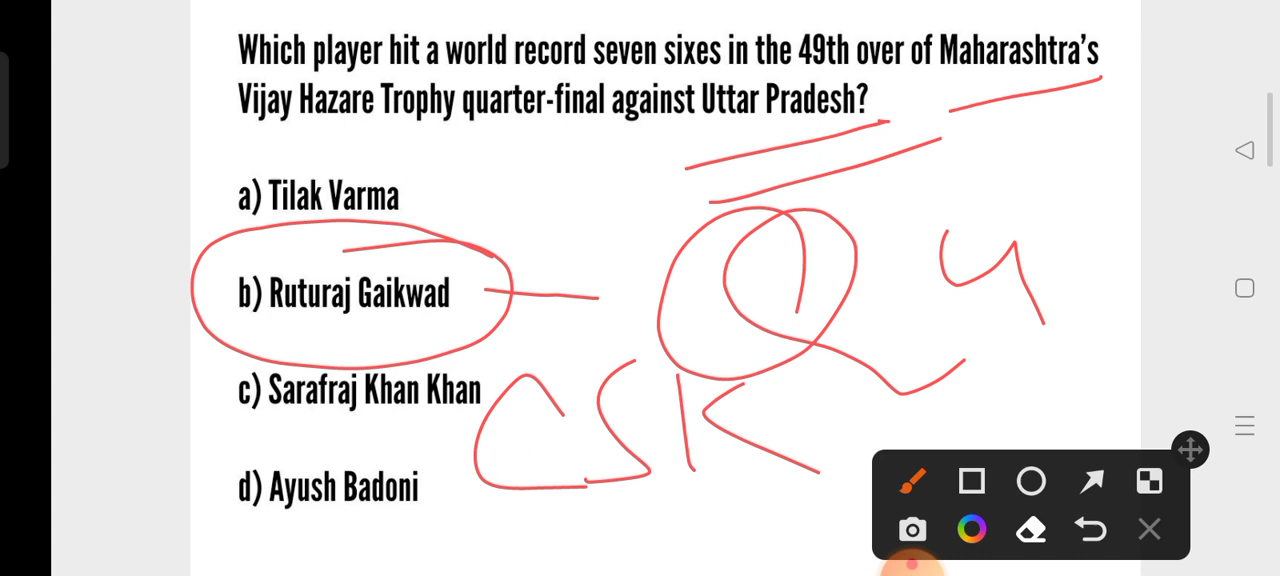 Which player hit a world record seven sixes in the 49th over of Maharashtra's
Vijay Hazare Trophy quarter-final against Uttar Pradesh?
a) Tilak Varma
b) Ruturaj Gaikwad
c) Sarafraj Khan Khan
CSK
d) Ayush Badoni